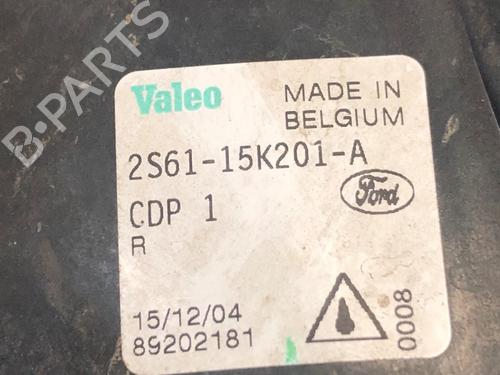 B-PARTS
Valeo
MADE IN
BELGIUM
2S61-15K201-A
CDP 1
Ford
R
15/12/04
89202181
0008